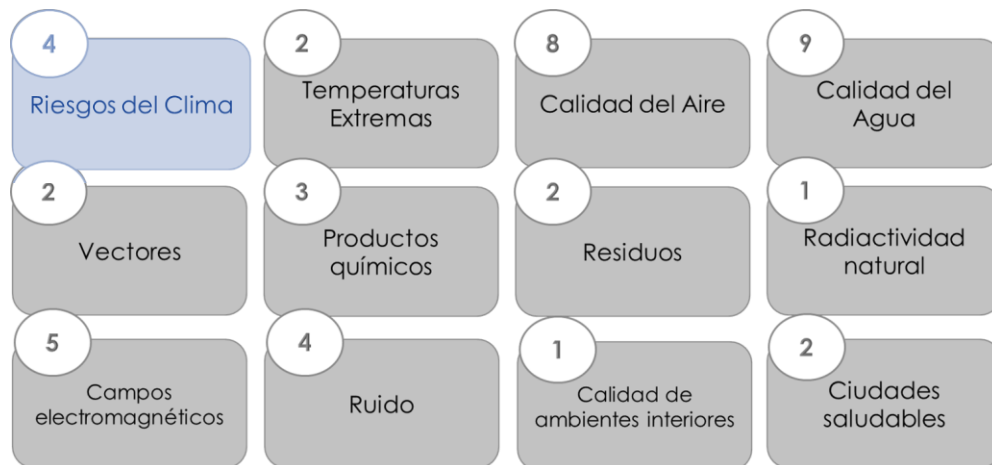 4
Riesgos del Clima
2
Temperaturas
Extremas
8
Calidad del Aire
9
Calidad del
Agua
2
Vectores
3
Productos
químicos
2
Residuos
1
Radiactividad
natural
5
Campos
electromagnéticos
4
Ruido
1
Calidad de
ambientes interiores
2
Ciudades
saludables